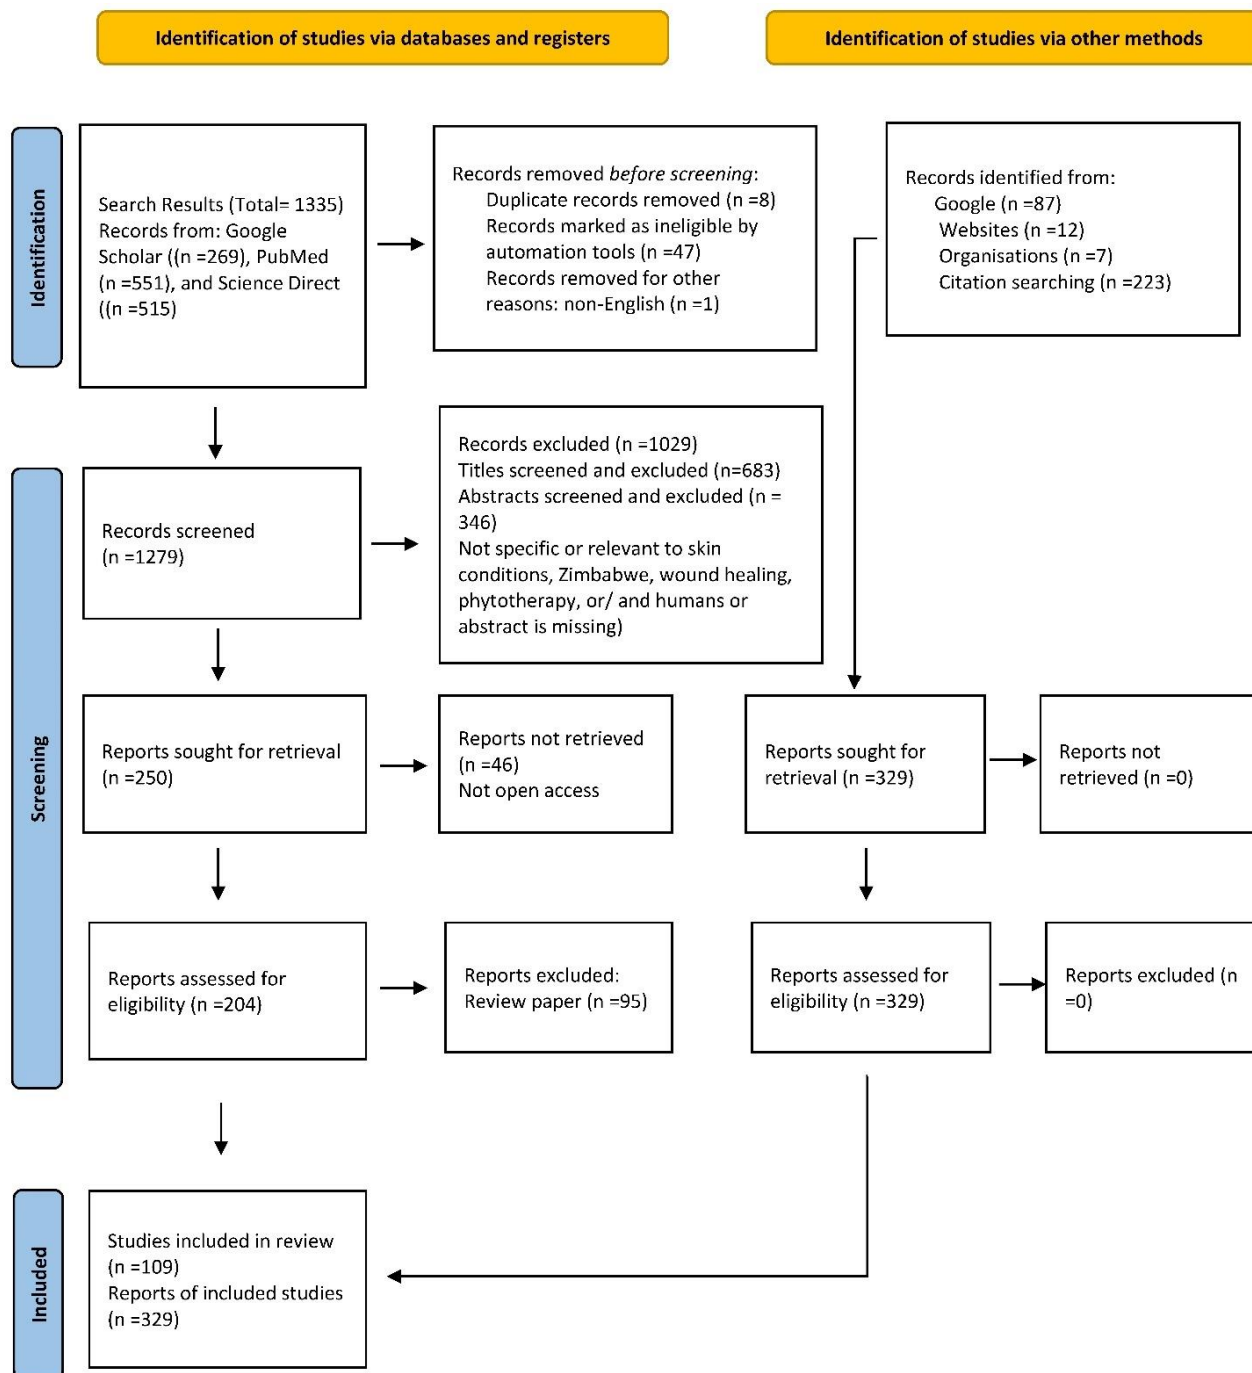 Identification of studies via databases and registers
Identification of studies via other methods
Identification
Search Results (Total= 1335)
Records from: Google
Scholar ((n =269), PubMed
(n =551), and Science Direct
((n =515)
Records removed before screening:
Duplicate records removed (n =8)
Records marked as ineligible by
automation tools (n =47)
Records removed for other
reasons: non-English (n =1)
Records identified from:
Google (n =87)
Websites (n =12)
Organisations (n =7)
Citation searching (n =223)
Screening
Records screened
(n =1279)
Records excluded (n =1029)
Titles screened and excluded (n=683)
Abstracts screened and excluded (n =
346)
Not specific or relevant to skin
conditions, Zimbabwe, wound healing,
phytotherapy, or/ and humans or
abstract is missing)
Reports sought for retrieval
(n =250)
Reports not retrieved
(n =46)
Not open access
Reports sought for
retrieval (n =329)
Reports not
retrieved (n =0)
Reports assessed for
eligibility (n =204)
Reports excluded:
Review paper (n =95)
Reports assessed for
eligibility (n =329)
Reports excluded (n
=0)
Included
Studies included in review
(n =109)
Reports of included studies
(n =329)